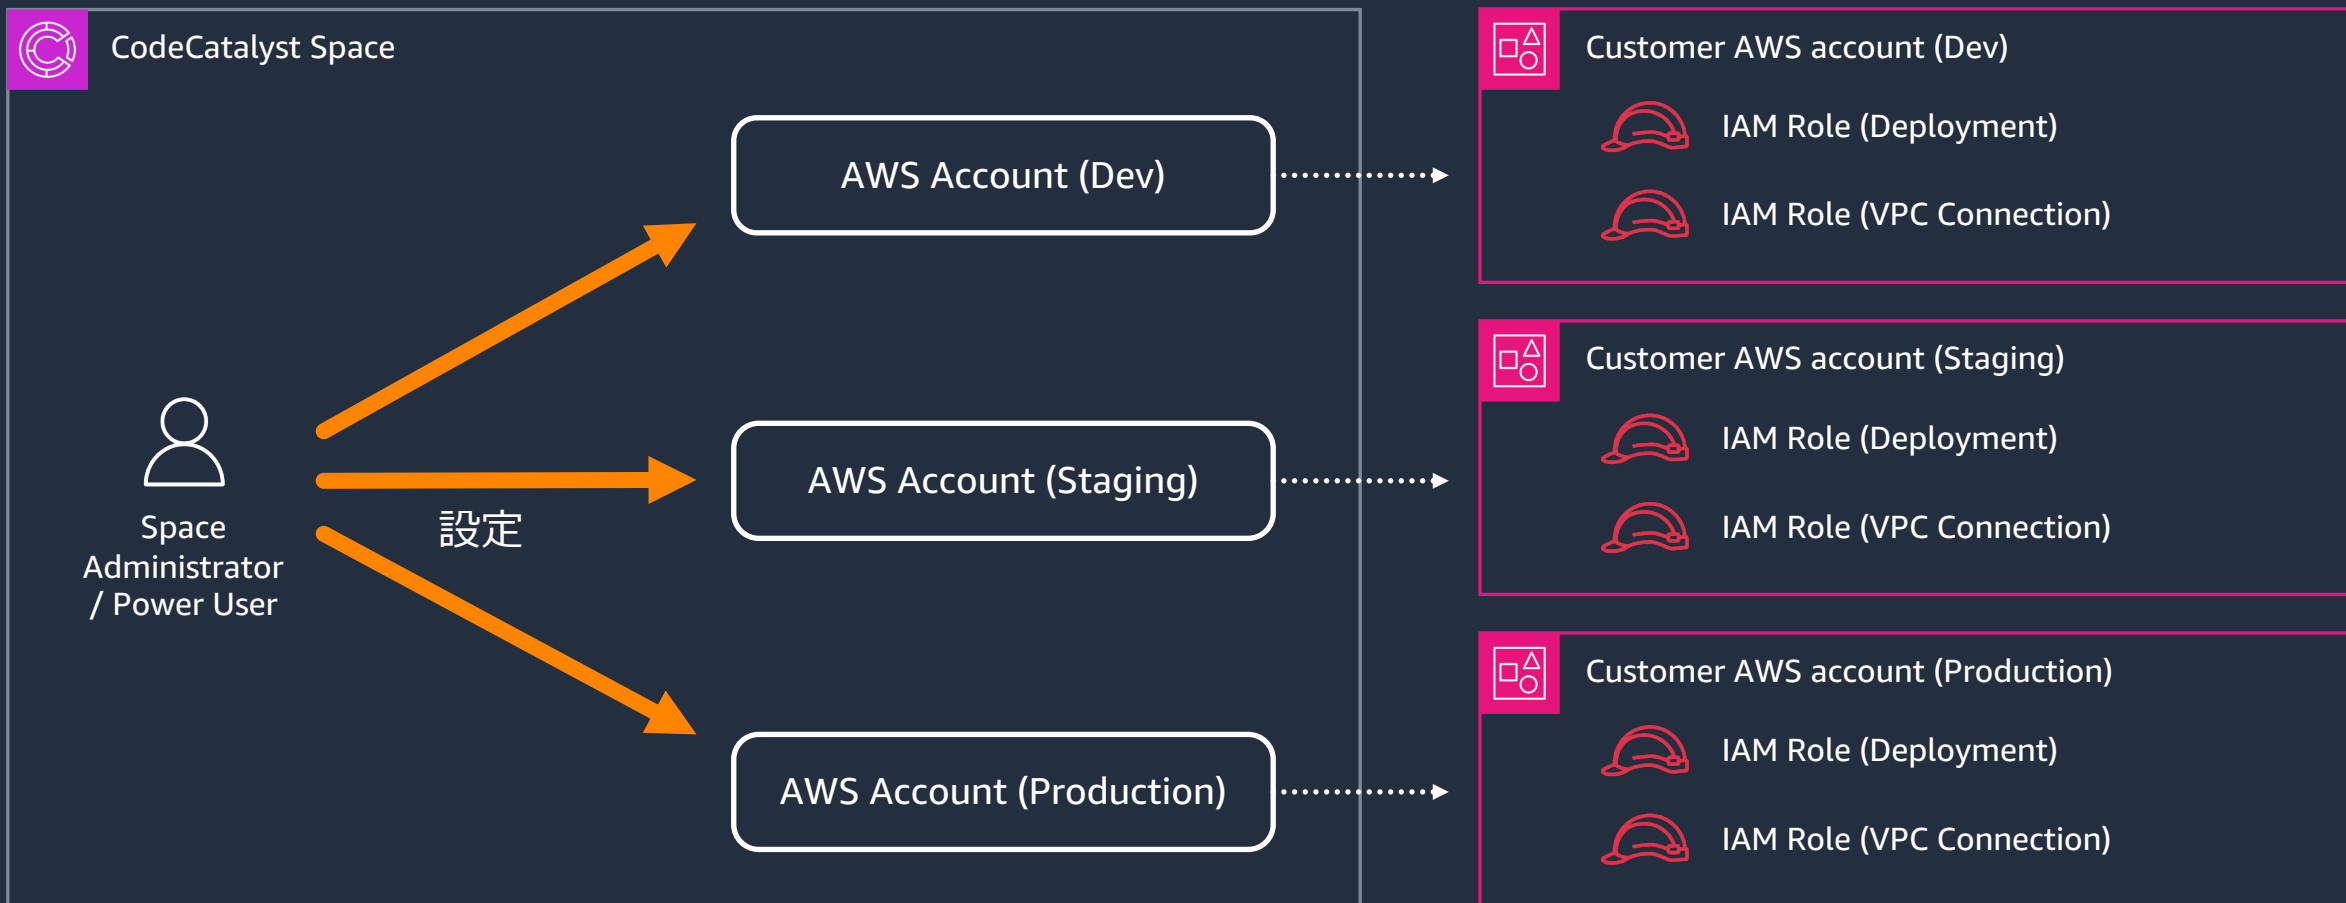 CodeCatalyst Space
AWS Account (Dev)
AWS Account (Staging)
AWS Account (Production)
Space
Administrator
/ Power User
設定
Customer AWS account (Dev)
IAM Role (Deployment)
IAM Role (VPC Connection)
Customer AWS account (Staging)
IAM Role (Deployment)
IAM Role (VPC Connection)
Customer AWS account (Production)
IAM Role (Deployment)
IAM Role (VPC Connection)